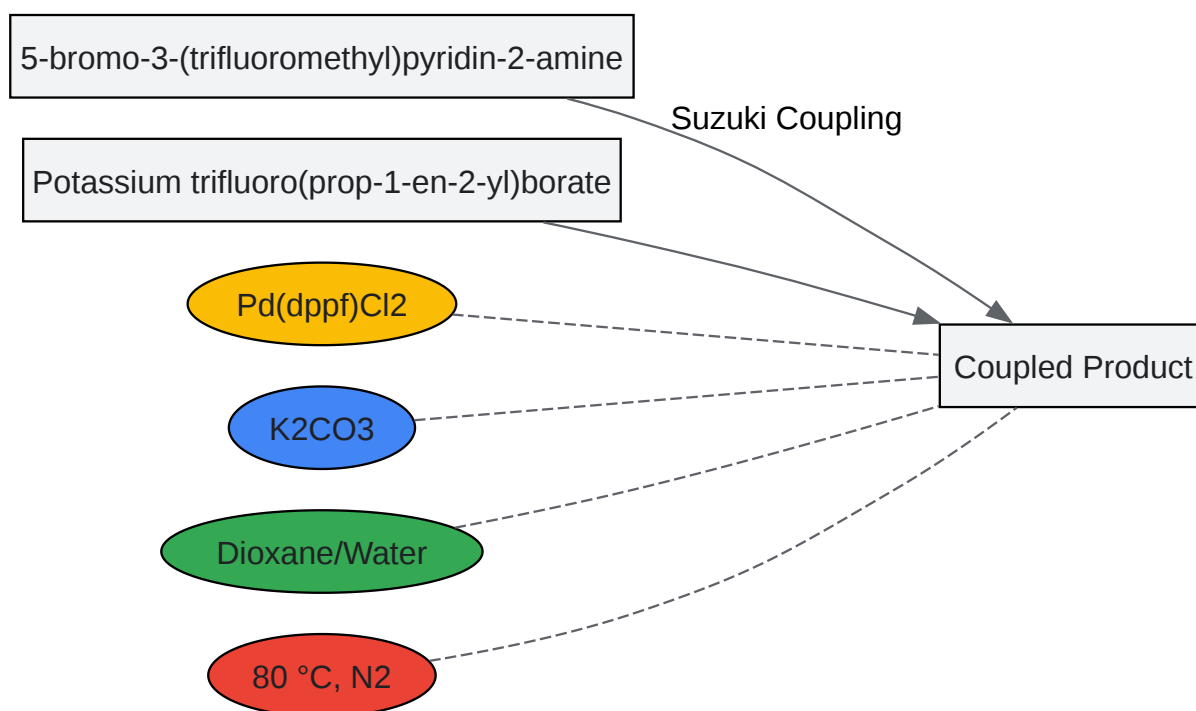 5-bromo-3-(trifluoromethyl)pyridin-2-amine
Suzuki Coupling
Potassium trifluoro(prop-1-en-2-yl)borate
Pd(dppf)Cl2
Coupled Product
K2CO3
Dioxane/Water
80 °C, N2